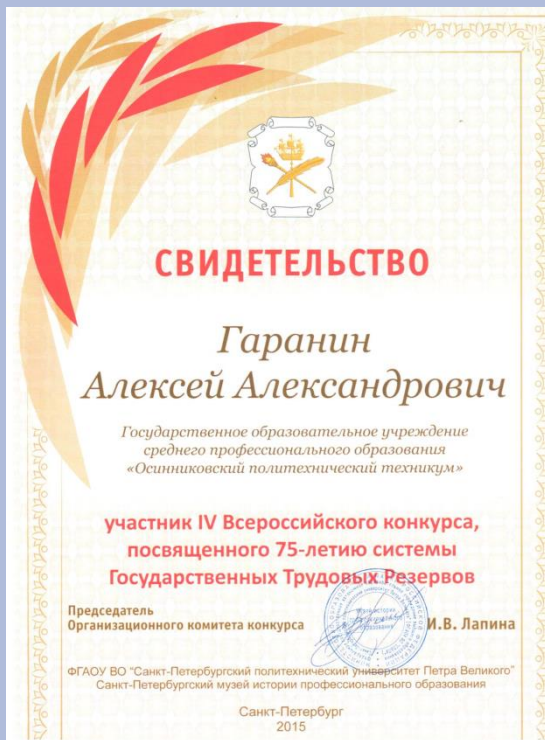 СВИДЕТЕЛЬСТВО
Гаранин
Алексей Александрович
Государственное образовательное учреждение
среднего профессионального образования
«Осинниковский политехнический техникум»
участник IV Всероссийского конкурса,
посвященного 75-летию системы
Государственных Трудовых Резервов
Председатель
Организационного комитета конкурса
И.В. Лапина
ФГАОУ ВО "Санкт-Петербургский политехнический университет Петра Великого"
Санкт-Петербургский музей истории профессионального образования
Санкт-Петербург
2015